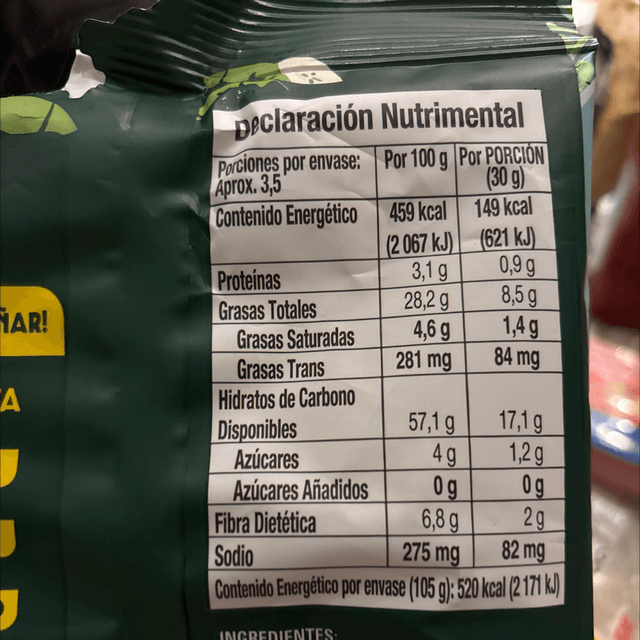 Declaración Nutrimental
Porciones por envase: Aprox. 3,5 Por 100 g Por PORCIÓN (30 g)
Contenido Energético 459 kcal (2 067 kJ) 149 kcal (621 kJ)
Proteínas 3,1 g 0,9 g
Grasas Totales 28,2 g 8,5 g
Grasas Saturadas 4,6 g 1,4 g
Grasas Trans 281 mg 84 mg
Hidratos de Carbono
Disponibles 57,1 g 17,1 g
Azúcares 4 g 1,2 g
Azúcares Añadidos 0 g 0 g
Fibra Dietética 6,8 g 2 g
Sodio 275 mg 82 mg
Contenido Energético por envase (105 g): 520 kcal (2 171 kJ)
INGREDIENTES:
ÑAR!
TA